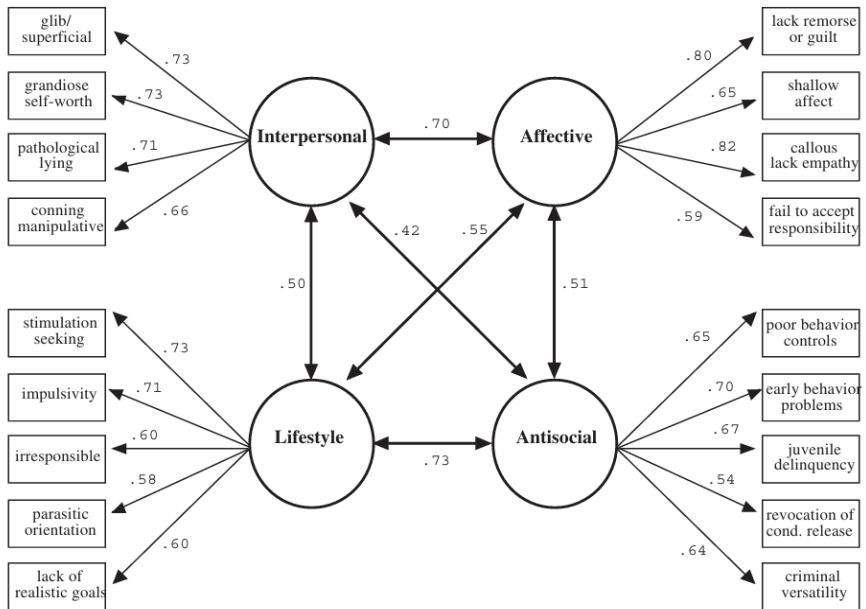 glib/
superficial
.73
grandiose
self-worth
.73
pathological
lying
.71
conning
manipulative
.66
Interpersonal
.70
Affective
lack remorse
or guilt
.80
shallow
affect
.65
callous
lack empathy
.82
fail to accept
responsibility
.59
.50
.42
.55
.51
stimulation
seeking
.73
impulsivity
.71
irresponsible
.60
parasitic
orientation
.58
lack of
realistic goals
.60
Lifestyle
.73
Antisocial
poor behavior
controls
.65
early behavior
problems
.70
juvenile
delinquency
.67
revocation of
cond. release
.54
criminal
versatility
.64